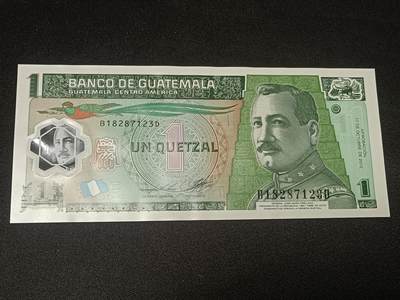 1
BANCO DE GUATEMALA
GUATEMALA, CENTRO AMERICA
B18287123D
1
UN QUETZAL
B18287123D
1